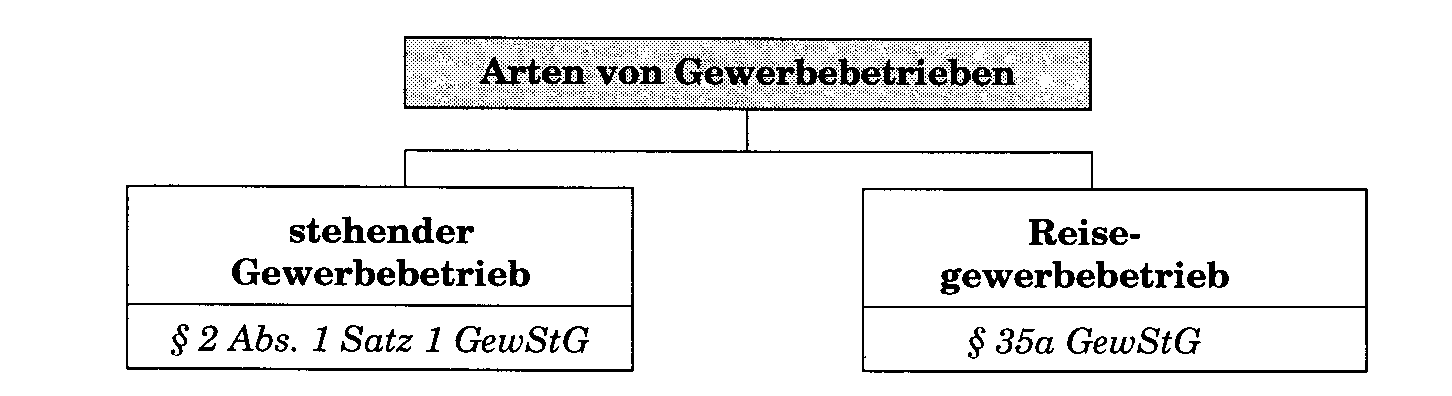 Arten von Gewerbebetrieben
stehender
Gewerbebetrieb
§ 2 Abs. 1 Satz 1 GewStG
Reise-
gewerbebetrieb
§ 35a GewStG